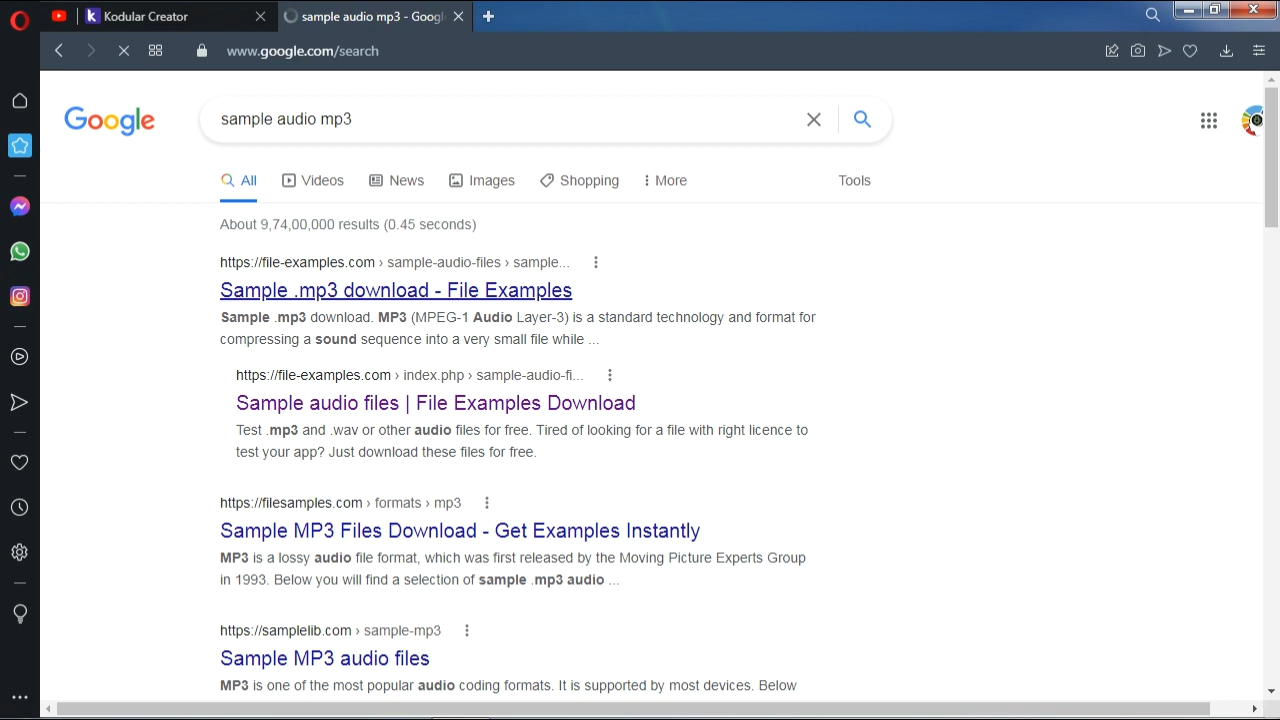 Kodular Creator
sample audio mp3 - Googl
www.google.com/search
Google
sample audio mp3
All
Videos
News
Images
Shopping
More
Tools
About 9,74,00,000 results (0.45 seconds)
https://file-examples.com › sample-audio-files › sample...
Sample .mp3 download - File Examples
Sample .mp3 download. MP3 (MPEG-1 Audio Layer-3) is a standard technology and format for
compressing a sound sequence into a very small file while ...
https://file-examples.com › index.php › sample-audio-fi...
Sample audio files | File Examples Download
Test .mp3 and .wav or other audio files for free. Tired of looking for a file with right licence to
test your app? Just download these files for free.
https://filesamples.com › formats › mp3
Sample MP3 Files Download - Get Examples Instantly
MP3 is a lossy audio file format, which was first released by the Moving Picture Experts Group
in 1993. Below you will find a selection of sample .mp3 audio ...
https://samplelib.com › sample-mp3
Sample MP3 audio files
MP3 is one of the most popular audio coding formats. It is supported by most devices. Below